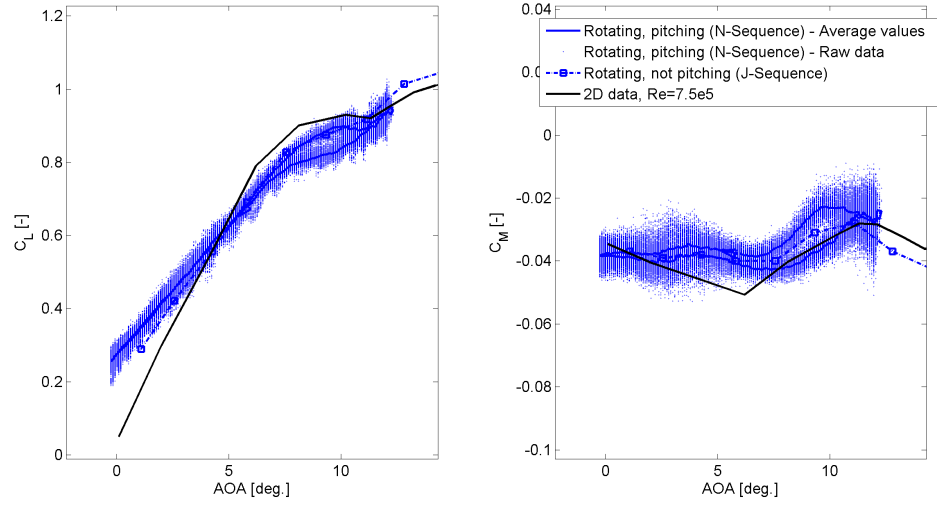 1.2
1
0.8
0.6
0.4
0.2
0
C_L [-]
0
5
10
AOA [deg.]
0.04
Rotating, pitching (N-Sequence) - Average values
Rotating, pitching (N-Sequence) - Raw data
Rotating, not pitching (J-Sequence)
2D data, Re=7.5e5
0
-0.02
-0.04
-0.06
-0.08
-0.1
C_M [-]
0
5
10
AOA [deg.]